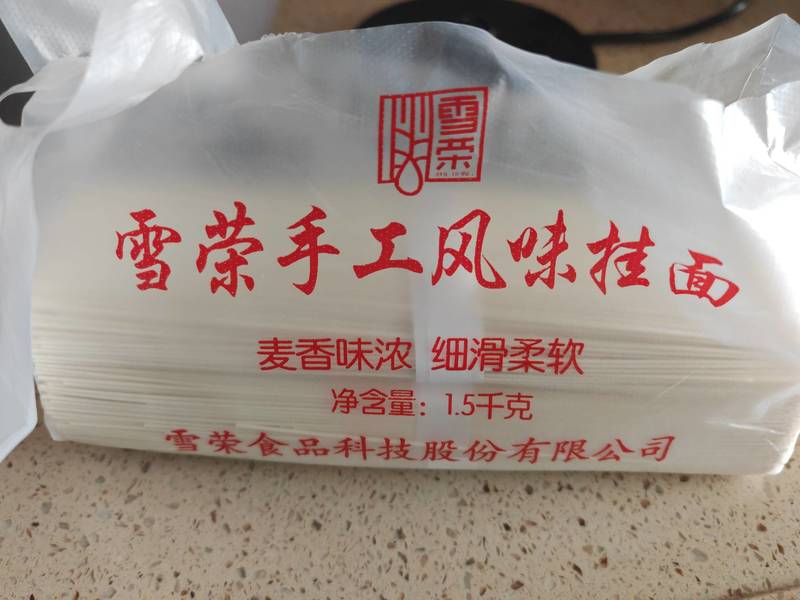 雪荣
雪荣手工风味挂面
麦香味浓 细滑柔软
净含量：1.5千克
雪荣食品科技股份有限公司